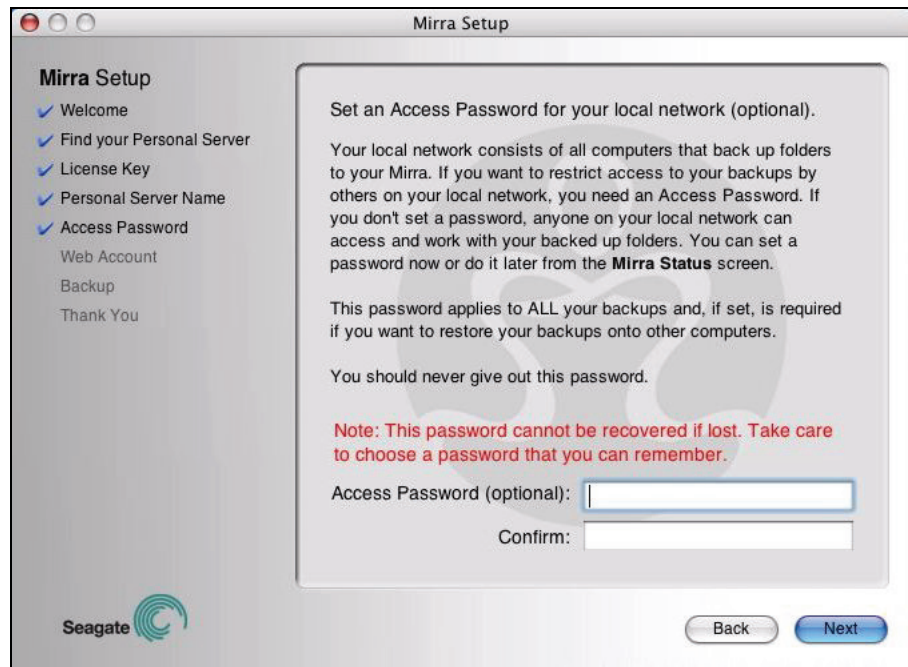 Mirra Setup
Mirra Setup
Welcome
Find your Personal Server
License Key
Personal Server Name
Access Password
Web Account
Backup
Thank You
Set an Access Password for your local network (optional).
Your local network consists of all computers that back up folders
to your Mirra. If you want to restrict access to your backups by
others on your local network, you need an Access Password. If
you don't set a password, anyone on your local network can
access and work with your backed up folders. You can set a
password now or do it later from the Mirra Status screen.
This password applies to ALL your backups and, if set, is required
if you want to restore your backups onto other computers.
You should never give out this password.
Note: This password cannot be recovered if lost. Take care
to choose a password that you can remember.
Access Password (optional):
Confirm:
Seagate
Back
Next